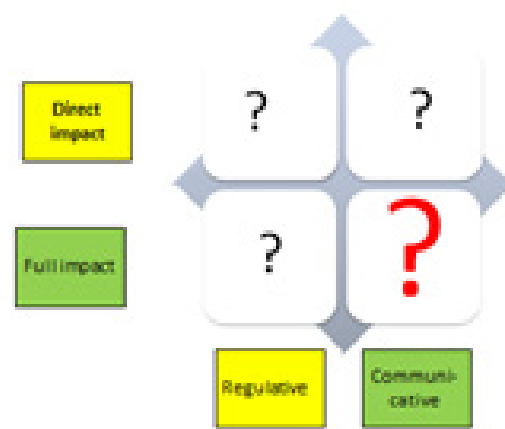 Direct
impact
?
?
Full impact
?
?
Regulative
Communi-
cative